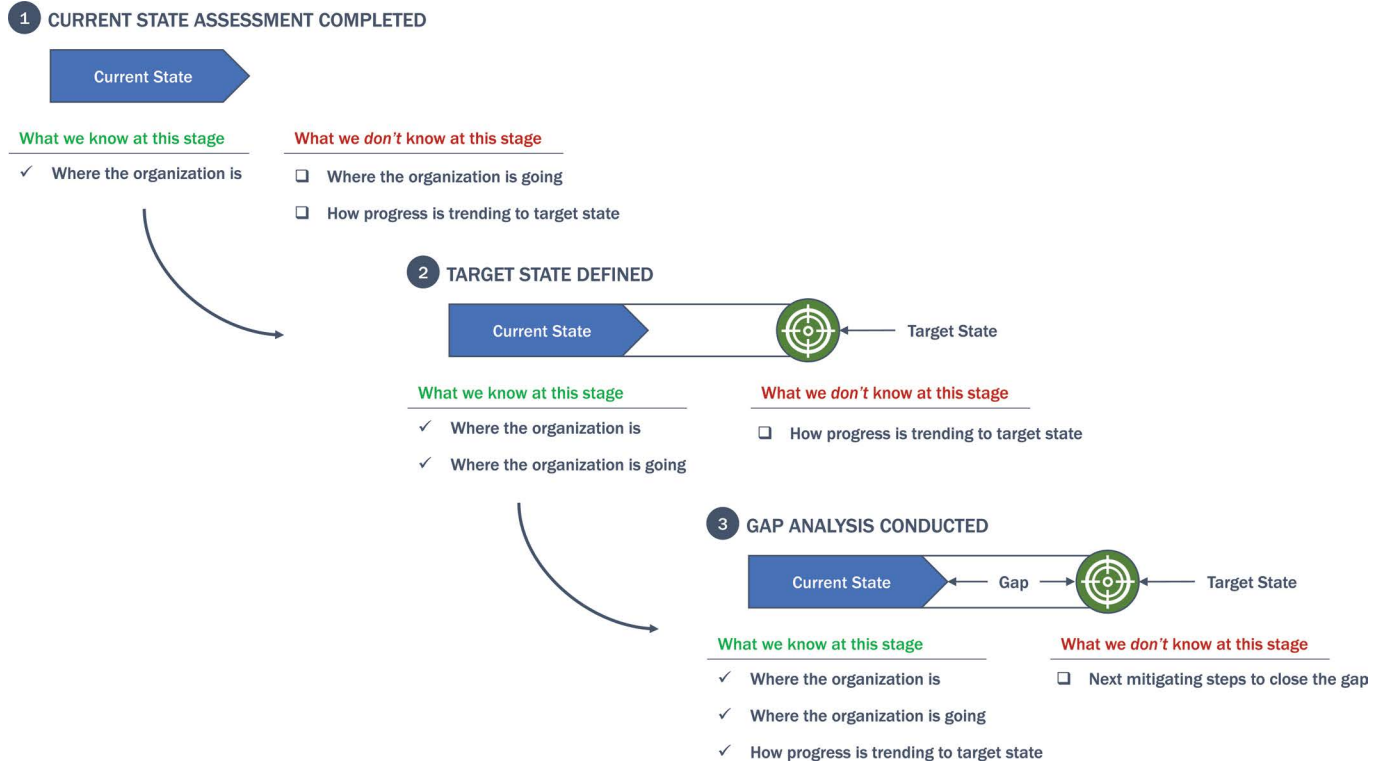 1 CURRENT STATE ASSESSMENT COMPLETED
Current State
What we know at this stage
✓ Where the organization is
What we don't know at this stage
❑ Where the organization is going
❑ How progress is trending to target state
2 TARGET STATE DEFINED
Current State
Target State
What we know at this stage
✓ Where the organization is
✓ Where the organization is going
What we don't know at this stage
❑ How progress is trending to target state
3 GAP ANALYSIS CONDUCTED
Current State
Gap
Target State
What we know at this stage
✓ Where the organization is
✓ Where the organization is going
✓ How progress is trending to target state
What we don't know at this stage
❑ Next mitigating steps to close the gap